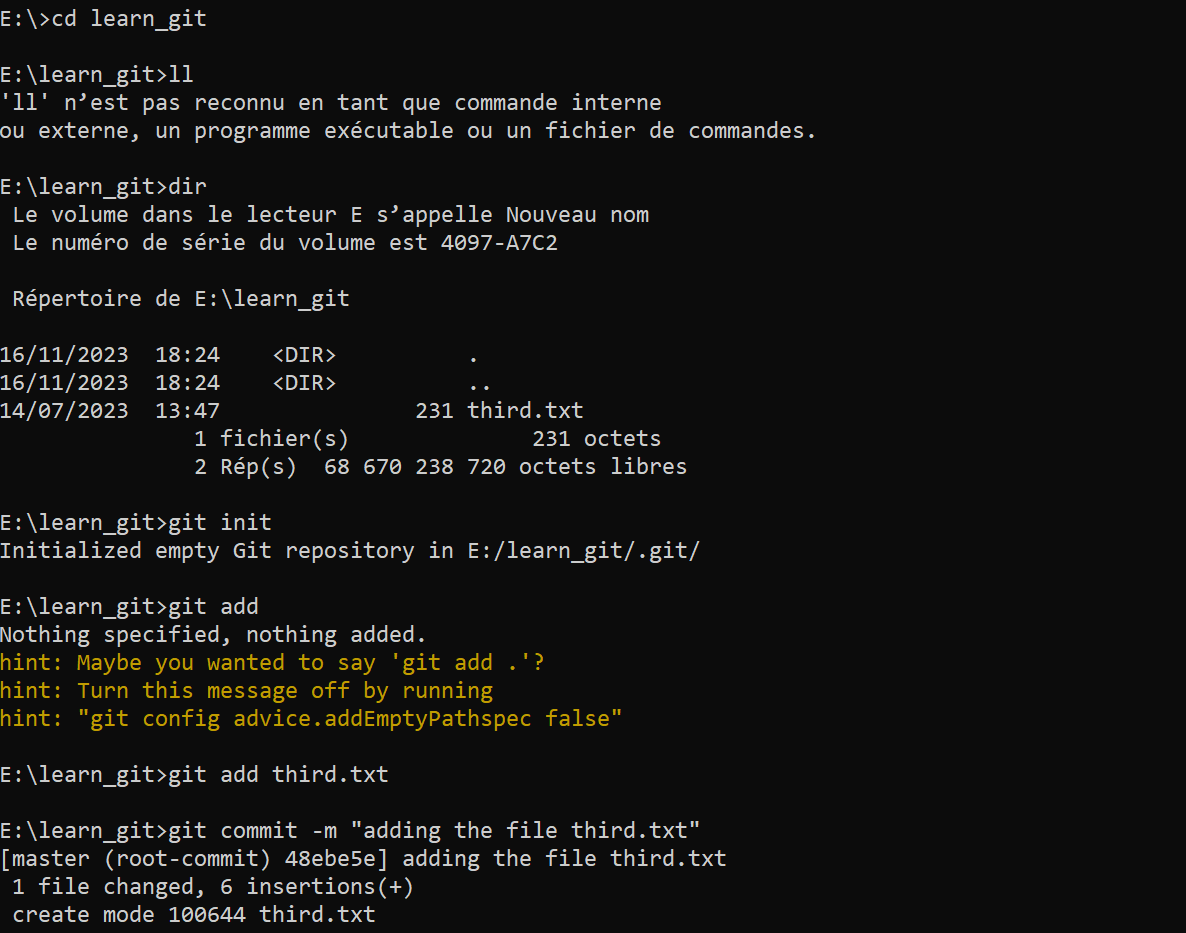 E:\>cd learn_git
E:\learn_git>ll
'll' n’est pas reconnu en tant que commande interne
ou externe, un programme exécutable ou un fichier de commandes.
E:\learn_git>dir
 Le volume dans le lecteur E s’appelle Nouveau nom
 Le numéro de série du volume est 4097-A7C2
 Répertoire de E:\learn_git
16/11/2023  18:24    <DIR>          .
16/11/2023  18:24    <DIR>          ..
14/07/2023  13:47               231 third.txt
               1 fichier(s)              231 octets
               2 Rép(s)  68 670 238 720 octets libres
E:\learn_git>git init
Initialized empty Git repository in E:/learn_git/.git/
E:\learn_git>git add
Nothing specified, nothing added.
hint: Maybe you wanted to say 'git add .'?
hint: Turn this message off by running
hint: "git config advice.addEmptyPathspec false"
E:\learn_git>git add third.txt
E:\learn_git>git commit -m "adding the file third.txt"
[master (root-commit) 48ebe5e] adding the file third.txt
 1 file changed, 6 insertions(+)
 create mode 100644 third.txt